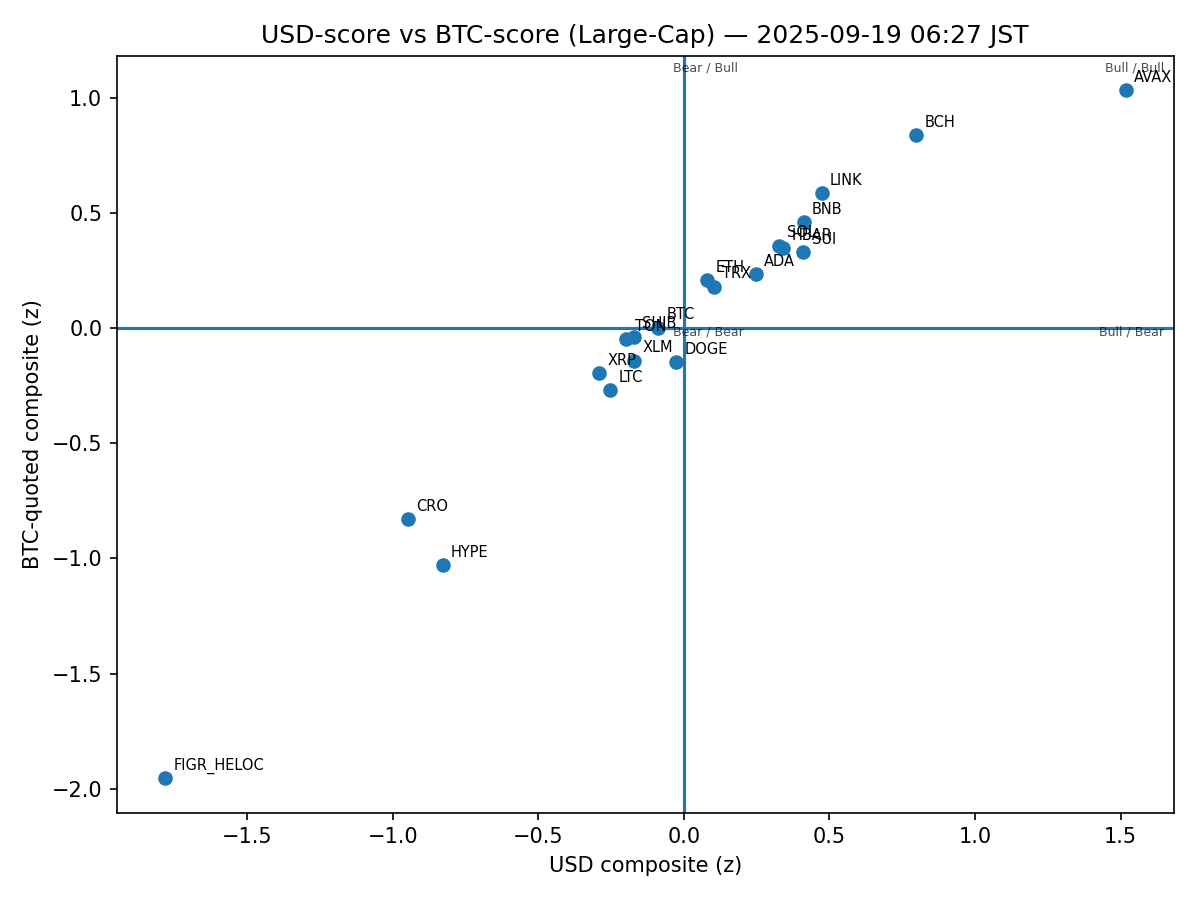 USD-score vs BTC-score (Large-Cap) — 2025-09-19 06:27 JST
Bear / Bull
Bull / Bull
AVAX
BCH
LINK
BNB
SOL
HBAR
SUI
ADA
ETH
TRX
BTC
SHIB
TON
Bear / Bear
Bull / Bear
XLM
DOGE
XRP
LTC
CRO
HYPE
FIGR_HELOC
1.0
0.5
0.0
−0.5
−1.0
−1.5
−2.0
BTC-quoted composite (z)
−1.5
−1.0
−0.5
0.0
0.5
1.0
1.5
USD composite (z)